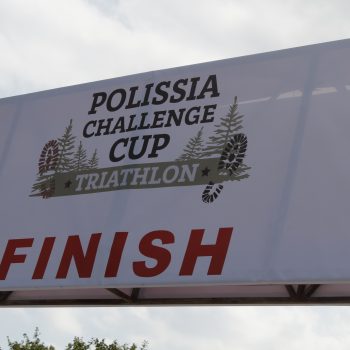 POLISSIA
CHALLENGE
CUP
TRIATHLON
FINISH